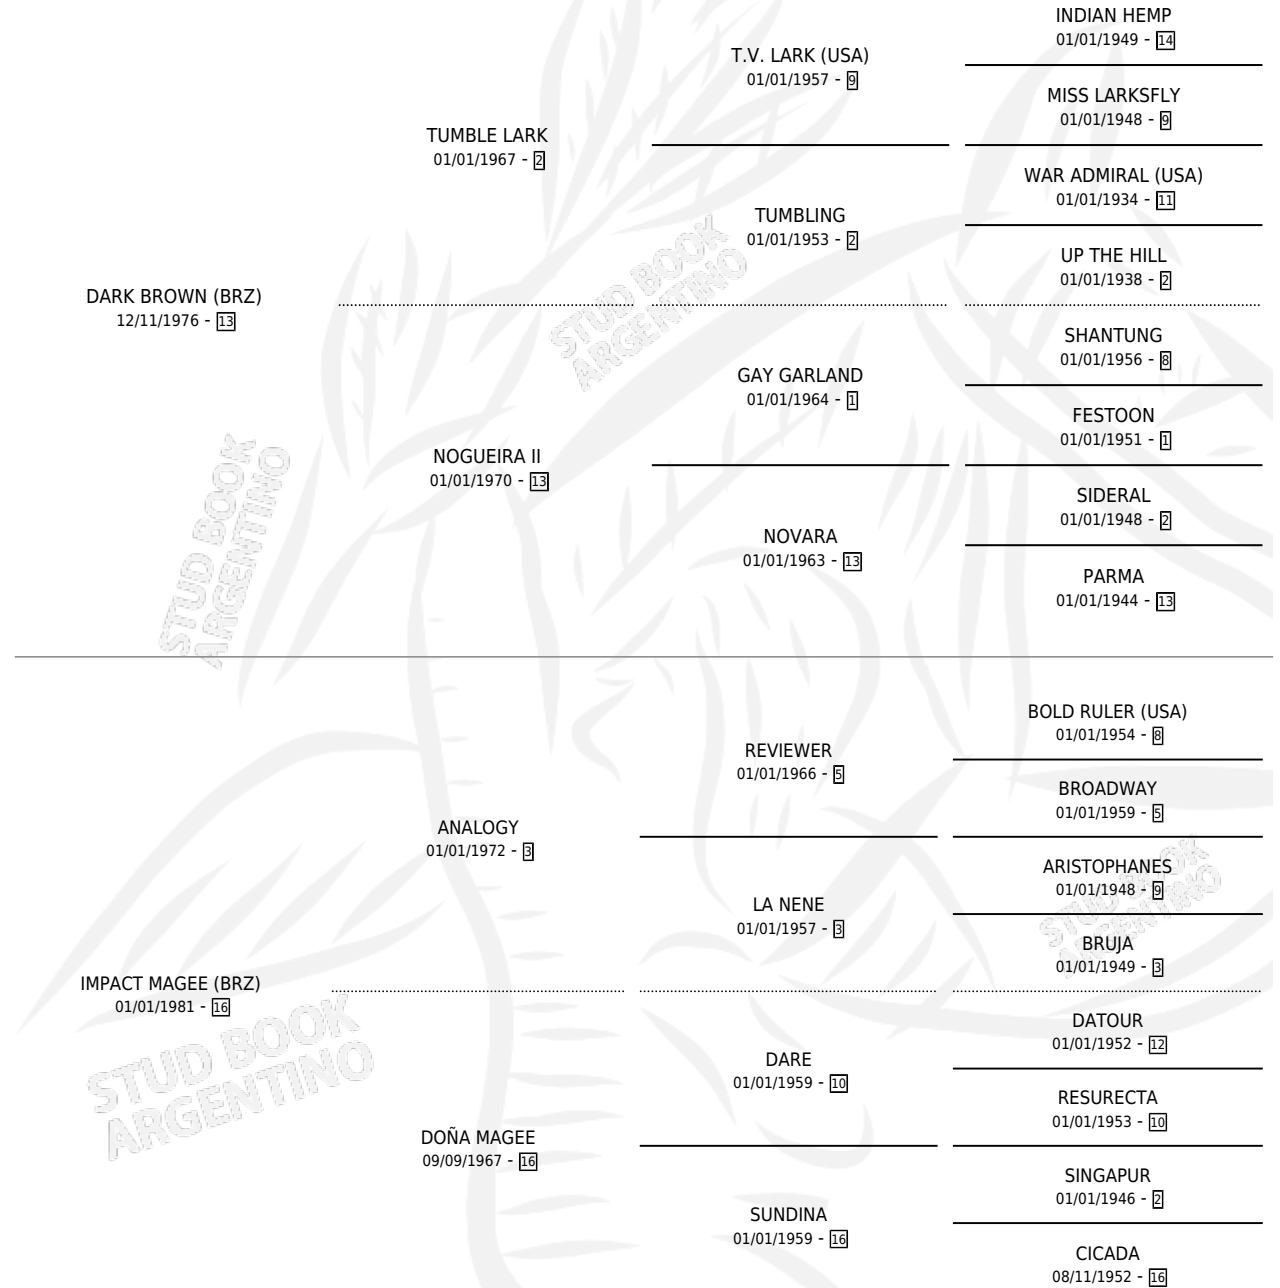 INDIAN HEMP
01/01/1949 - 14
T.V. LARK (USA)
01/01/1957 - 9
MISS LARKSFLY
01/01/1948 - 9
TUMBLE LARK
01/01/1967 - 2
WAR ADMIRAL (USA)
01/01/1934 - 11
TUMBLING
01/01/1953 - 2
UP THE HILL
01/01/1938 - 2
DARK BROWN (BRZ)
12/11/1976 - 13
SHANTUNG
01/01/1956 - 8
GAY GARLAND
01/01/1964 - 1
FESTOON
01/01/1951 - 1
NOGUEIRA II
01/01/1970 - 13
SIDERAL
01/01/1948 - 2
NOVARA
01/01/1963 - 13
PARMA
01/01/1944 - 13
BOLD RULER (USA)
01/01/1954 - 8
REVIEWER
01/01/1966 - 5
BROADWAY
01/01/1959 - 5
ANALOGY
01/01/1972 - 3
ARISTOPHANES
01/01/1948 - 9
LA NENE
01/01/1957 - 3
BRUJA
01/01/1949 - 3
IMPACT MAGEE (BRZ)
01/01/1981 - 16
DATOUR
01/01/1952 - 12
DARE
01/01/1959 - 10
RESURECTA
01/01/1953 - 10
DOÑA MAGEE
09/09/1967 - 16
SINGAPUR
01/01/1946 - 2
SUNDINA
01/01/1959 - 16
CICADA
08/11/1952 - 16
STUD BOOK
ARGENTINO
STUD BOOK
ARGENTINO
STUD BOOK
ARGENTINO
STUD BOOK
ARGENTINO